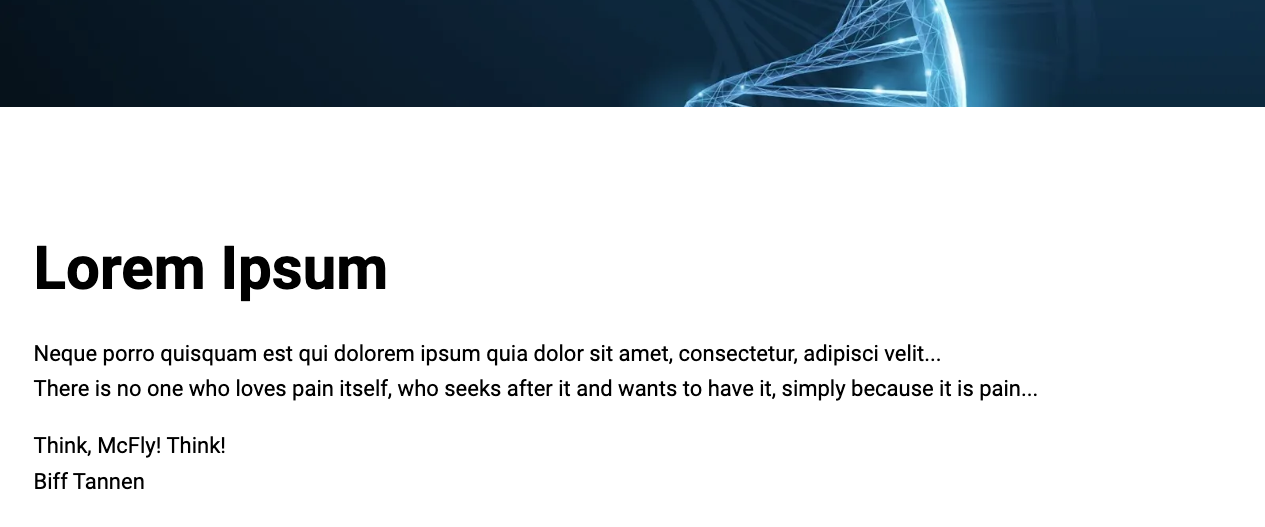 Lorem Ipsum
Neque porro quisquam est qui dolorem ipsum quia dolor sit amet, consectetur, adipisci velit...
There is no one who loves pain itself, who seeks after it and wants to have it, simply because it is pain...
Think, McFly! Think!
Biff Tannen